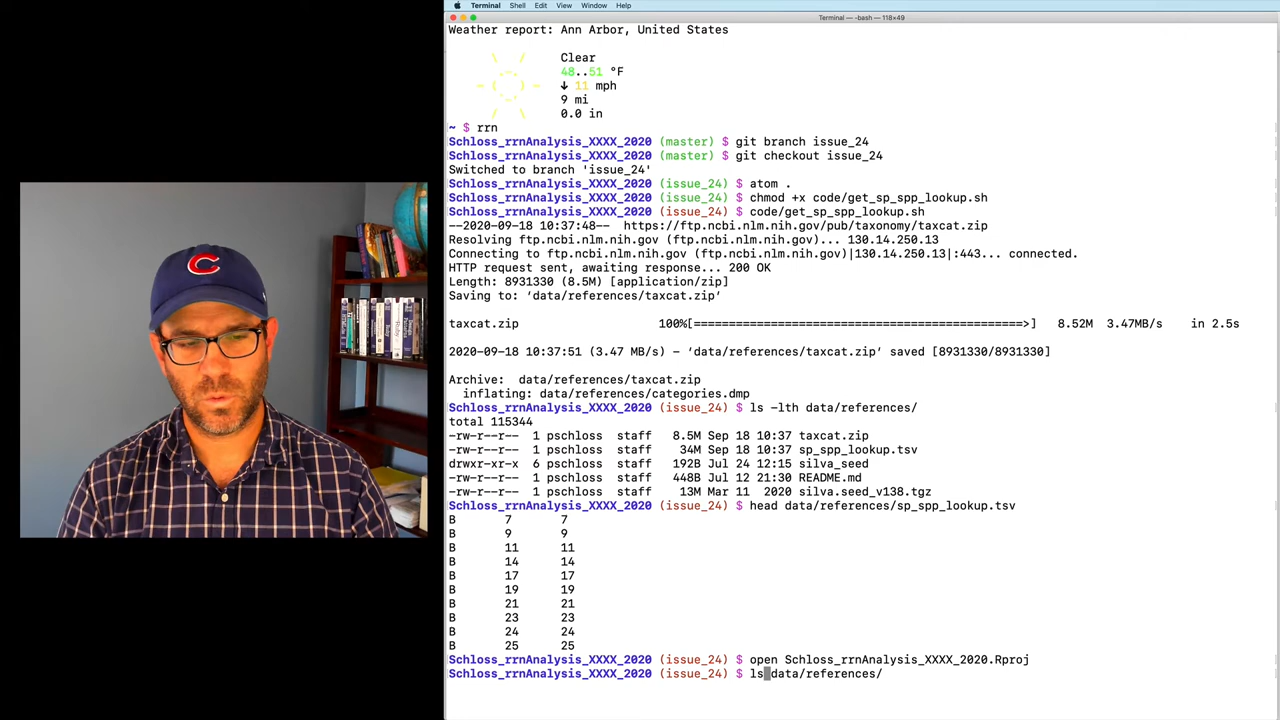 Terminal Shell Edit View Window Help
Terminal — -bash — 118×49
Weather report: Ann Arbor, United States
Clear
48..51 °F
↓ 11 mph
9 mi
0.0 in
~ $ rrn
Schloss_rrnAnalysis_XXXX_2020 (master) $ git branch issue_24
Schloss_rrnAnalysis_XXXX_2020 (master) $ git checkout issue_24
Switched to branch 'issue_24'
Schloss_rrnAnalysis_XXXX_2020 (issue_24) $ atom .
Schloss_rrnAnalysis_XXXX_2020 (issue_24) $ chmod +x code/get_sp_spp_lookup.sh
Schloss_rrnAnalysis_XXXX_2020 (issue_24) $ code/get_sp_spp_lookup.sh
--2020-09-18 10:37:48-- https://ftp.ncbi.nlm.nih.gov/pub/taxonomy/taxcat.zip
Resolving ftp.ncbi.nlm.nih.gov (ftp.ncbi.nlm.nih.gov)... 130.14.250.13
Connecting to ftp.ncbi.nlm.nih.gov (ftp.ncbi.nlm.nih.gov)|130.14.250.13|:443... connected.
HTTP request sent, awaiting response... 200 OK
Length: 8931330 (8.5M) [application/zip]
Saving to: ‘data/references/taxcat.zip’
taxcat.zip 100%[===============================================>] 8.52M 3.47MB/s in 2.5s
2020-09-18 10:37:51 (3.47 MB/s) - ‘data/references/taxcat.zip’ saved [8931330/8931330]
Archive: data/references/taxcat.zip
inflating: data/references/categories.dmp
Schloss_rrnAnalysis_XXXX_2020 (issue_24) $ ls -lth data/references/
total 115344
-rw-r--r-- 1 pschloss staff 8.5M Sep 18 10:37 taxcat.zip
-rw-r--r-- 1 pschloss staff 34M Sep 18 10:37 sp_spp_lookup.tsv
drwxr-xr-x 6 pschloss staff 192B Jul 24 12:15 silva_seed
-rw-r--r-- 1 pschloss staff 448B Jul 12 21:30 README.md
-rw-r--r-- 1 pschloss staff 13M Mar 11 2020 silva.seed_v138.tgz
Schloss_rrnAnalysis_XXXX_2020 (issue_24) $ head data/references/sp_spp_lookup.tsv
B 7 7
B 9 9
B 11 11
B 14 14
B 17 17
B 19 19
B 21 21
B 23 23
B 24 24
B 25 25
Schloss_rrnAnalysis_XXXX_2020 (issue_24) $ open Schloss_rrnAnalysis_XXXX_2020.Rproj
Schloss_rrnAnalysis_XXXX_2020 (issue_24) $ ls data/references/